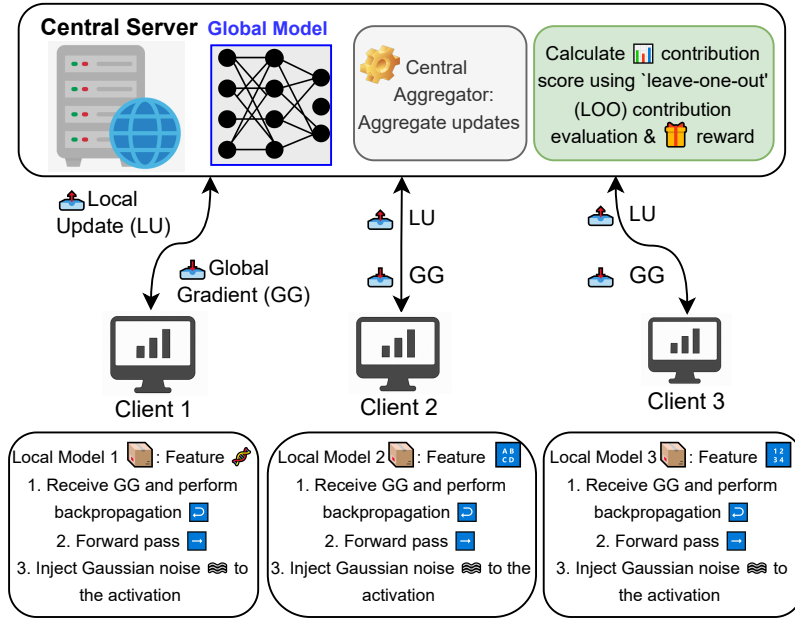 Central Server
Global Model
Central
Aggregator:
Aggregate updates
Calculate contribution
score using `leave-one-out'
(LOO) contribution
evaluation & reward
Local
Update (LU)
Global
Gradient (GG)
LU
GG
LU
GG
Client 1
Client 2
Client 3
Local Model 1 : Feature
1. Receive GG and perform
backpropagation
2. Forward pass
3. Inject Gaussian noise to
the activation
Local Model 2 : Feature
A B
C D
1. Receive GG and perform
backpropagation
2. Forward pass
3. Inject Gaussian noise to the
activation
Local Model 3 : Feature
1 2
3 4
1. Receive GG and perform
backpropagation
2. Forward pass
3. Inject Gaussian noise to
the activation